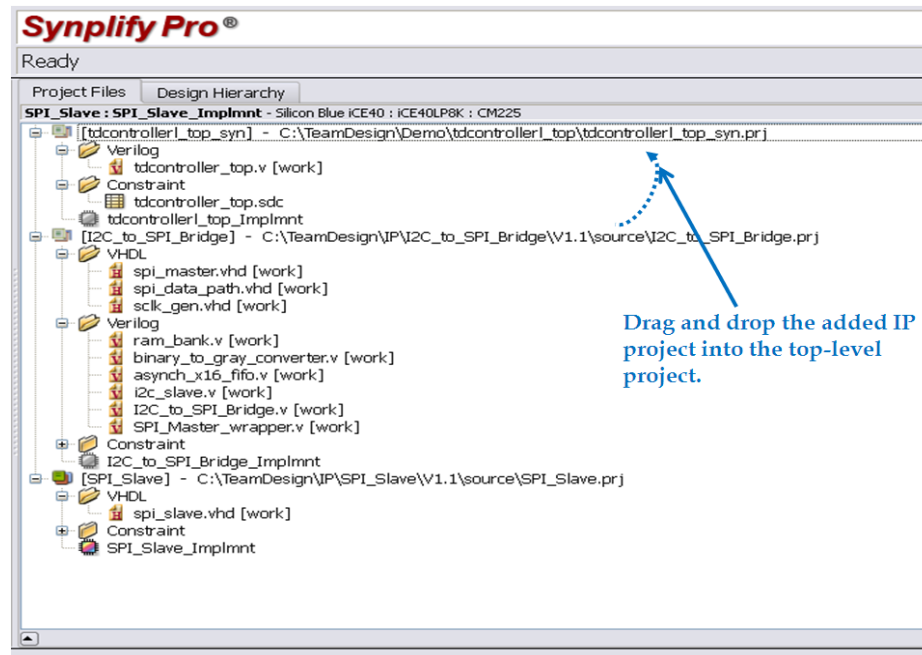 Synplify Pro®
Ready
Project Files
Design Hierarchy
SPI_Slave : SPI_Slave_Implmnt - Silicon Blue iCE40 : iCE40LP8K : CM225
[tdcontrollerl_top_syn] - C:\TeamDesign\Demo\tdcontrollerl_top\tdcontrollerl_top_syn.prj
Verilog
tdcontroller_top.v [work]
Constraint
tdcontroller_top.sdc
tdcontrollerl_top_Implmnt
[I2C_to_SPI_Bridge] - C:\TeamDesign\IP\I2C_to_SPI_Bridge\V1.1\source\I2C_to_SPI_Bridge.prj
VHDL
spi_master.vhd [work]
spi_data_path.vhd [work]
sclk_gen.vhd [work]
Verilog
ram_bank.v [work]
binary_to_gray_converter.v [work]
asynch_x16_fifo.v [work]
i2c_slave.v [work]
I2C_to_SPI_Bridge.v [work]
SPI_Master_wrapper.v [work]
Constraint
I2C_to_SPI_Bridge_Implmnt
[SPI_Slave] - C:\TeamDesign\IP\SPI_Slave\V1.1\source\SPI_Slave.prj
VHDL
spi_slave.vhd [work]
Constraint
SPI_Slave_Implmnt
Drag and drop the added IP
project into the top-level
project.